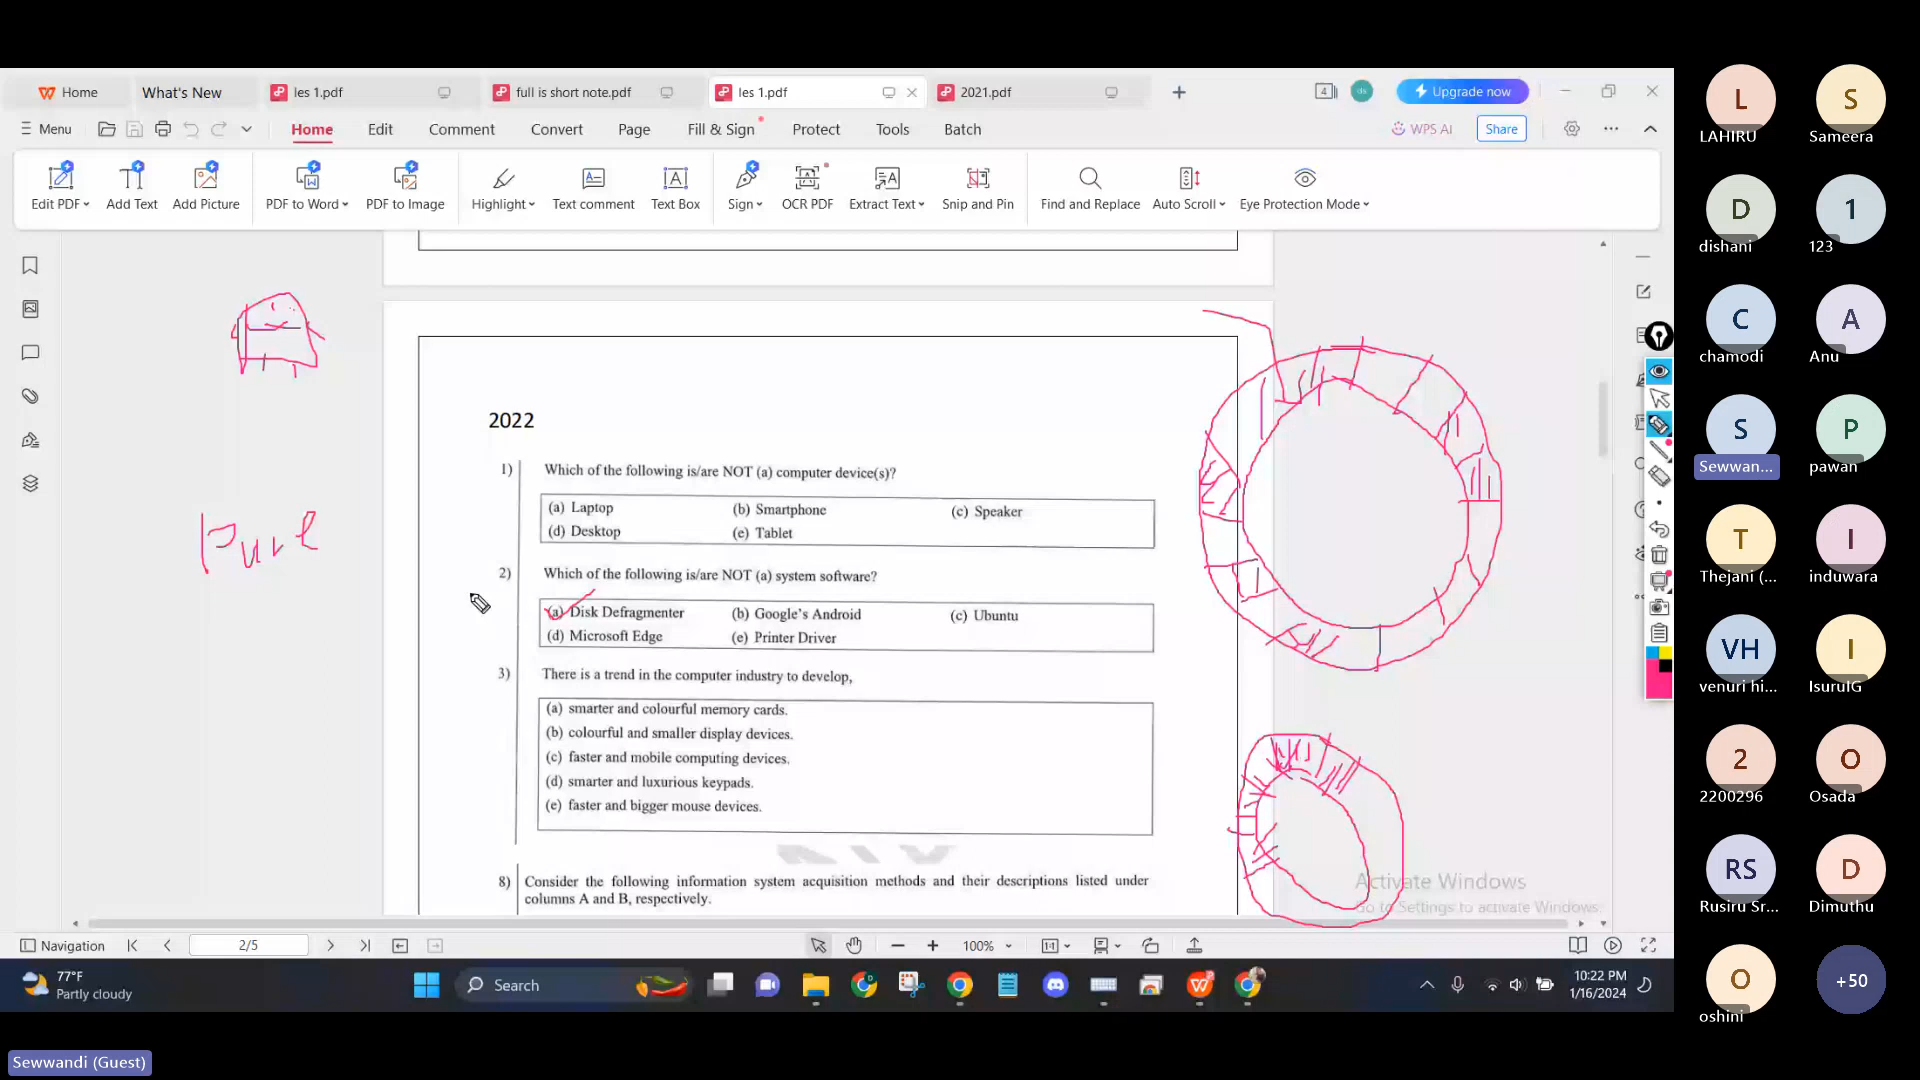 Home What's New les 1.pdf full is short note.pdf les 1.pdf 2021.pdf 4 Upgrade now
Menu Home Edit Comment Convert Page Fill & Sign Protect Tools Batch WPS AI Share
Edit PDF Add Text Add Picture PDF to Word PDF to Image Highlight Text comment Text Box Sign OCR PDF Extract Text Snip and Pin Find and Replace Auto Scroll Eye Protection Mode
2022
1) Which of the following is/are NOT (a) computer device(s)?
(a) Laptop (b) Smartphone (c) Speaker
(d) Desktop (e) Tablet
2) Which of the following is/are NOT (a) system software?
(a) Disk Defragmenter (b) Google's Android (c) Ubuntu
(d) Microsoft Edge (e) Printer Driver
3) There is a trend in the computer industry to develop,
(a) smarter and colourful memory cards.
(b) colourful and smaller display devices.
(c) faster and mobile computing devices.
(d) smarter and luxurious keypads.
(e) faster and bigger mouse devices.
8) Consider the following information system acquisition methods and their descriptions listed under
columns A and B, respectively.
Pure
Activate Windows
Go to Settings to activate Windows.
Navigation 2/5 100%
77°F
Partly cloudy
Search
10:22 PM
1/16/2024
L S
LAHIRU Sameera
D 1
dishani 123
C A
chamodi Anu
S P
Sewwan... pawan
T I
Thejani (... induwara
VH I
venuri hi... IsuruIG
2 O
2200296 Osada
RS D
Rusiru Sr... Dimuthu
O +50
oshini
Sewwandi (Guest)